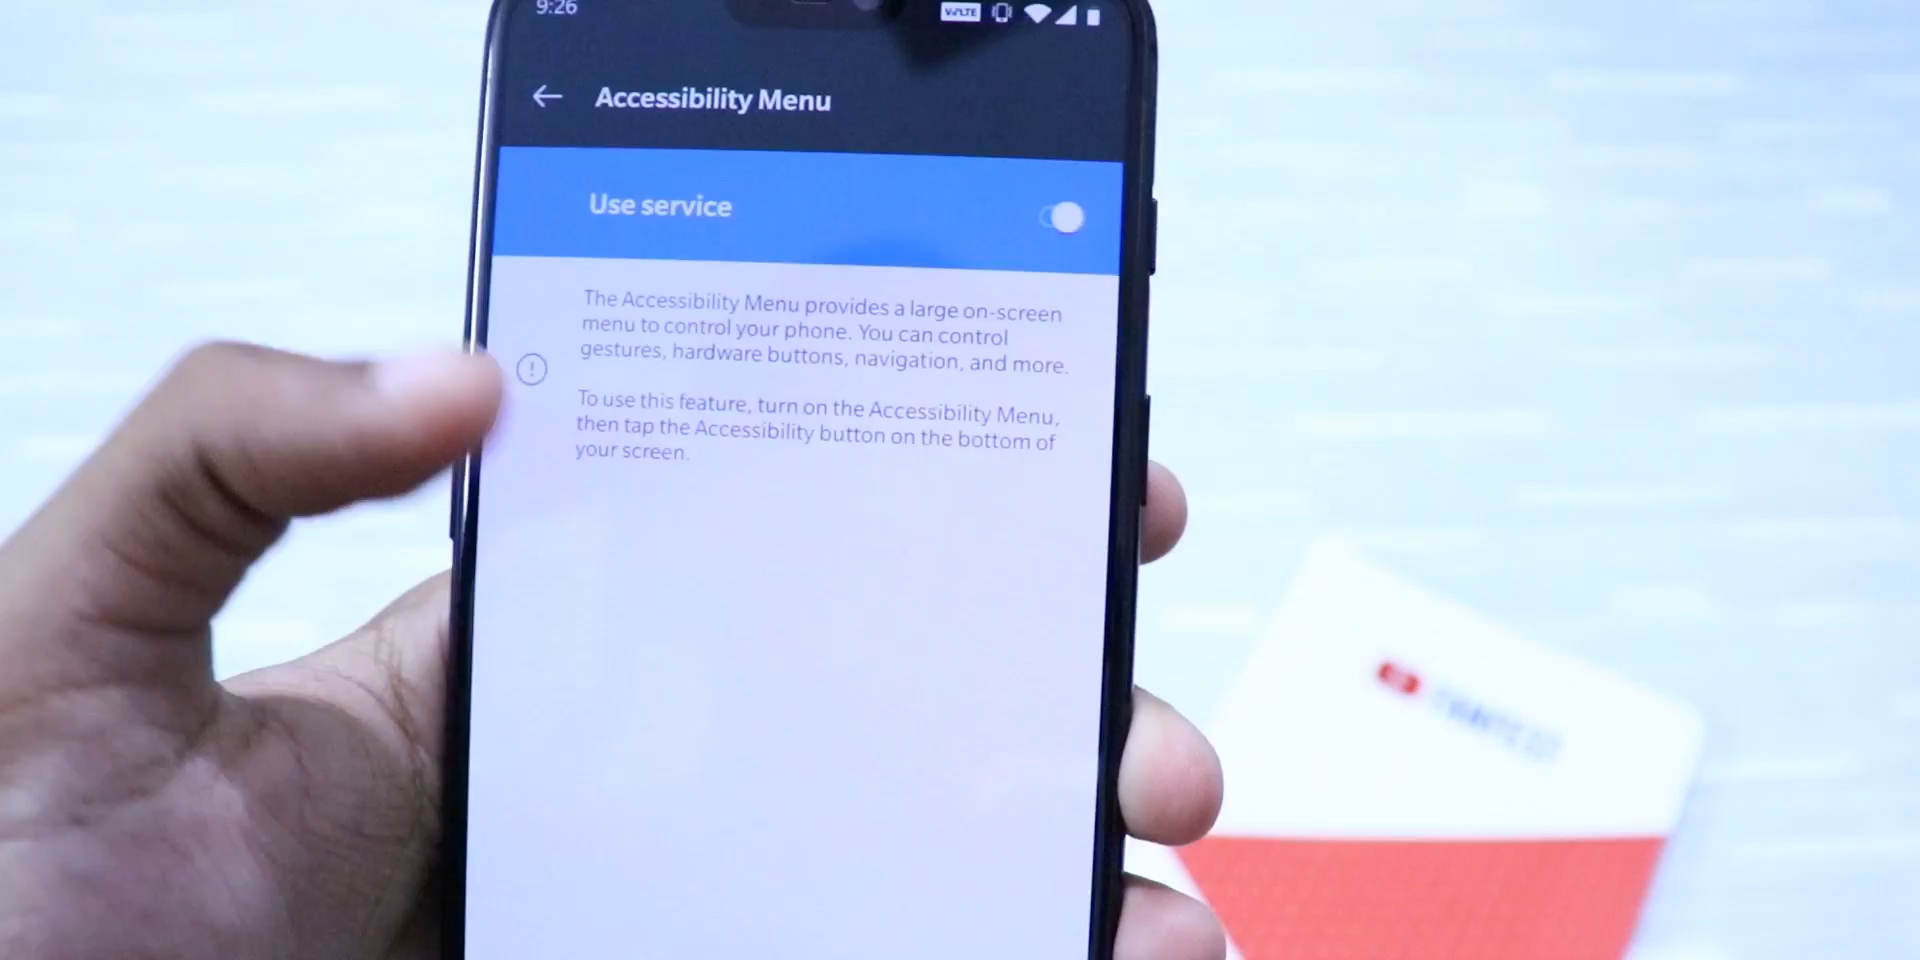 9:26
VoLTE
Accessibility Menu
Use service
The Accessibility Menu provides a large on-screen
menu to control your phone. You can control
gestures, hardware buttons, navigation, and more.
To use this feature, turn on the Accessibility Menu,
then tap the Accessibility button on the bottom of
your screen.